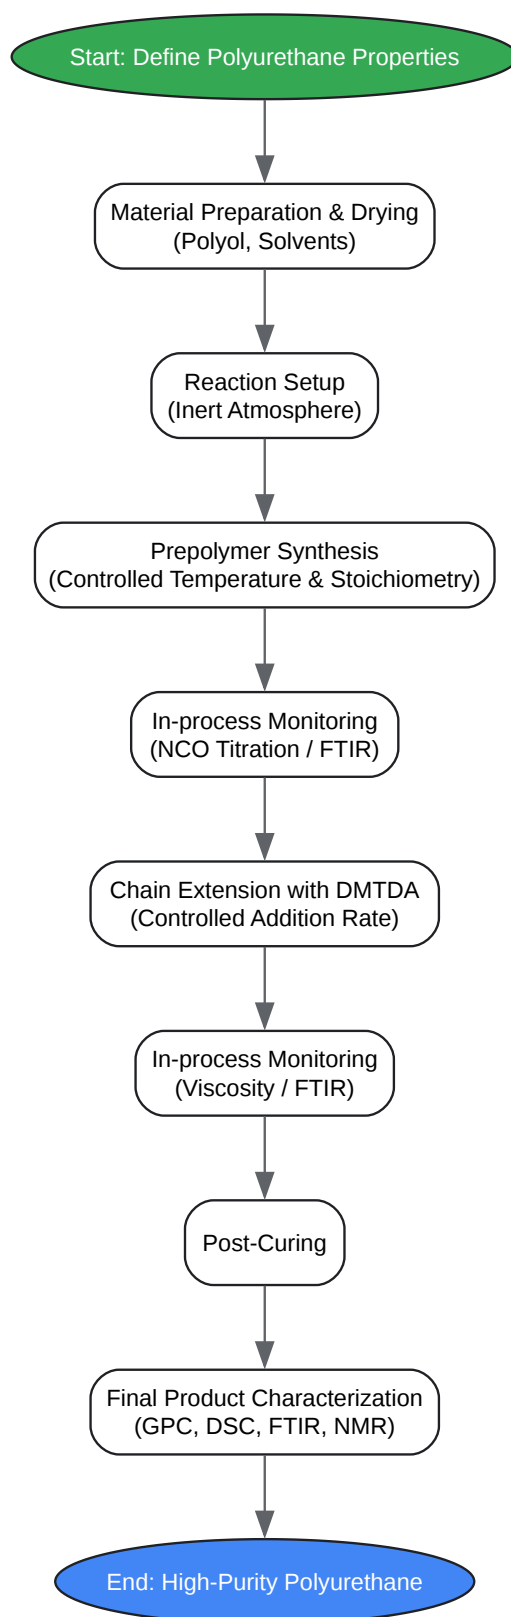 Start: Define Polyurethane Properties
Material Preparation & Drying
(Polyol, Solvents)
Reaction Setup
(Inert Atmosphere)
Prepolymer Synthesis
(Controlled Temperature & Stoichiometry)
In-process Monitoring
(NCO Titration / FTIR)
Chain Extension with DMTDA
(Controlled Addition Rate)
In-process Monitoring
(Viscosity / FTIR)
Post-Curing
Final Product Characterization
(GPC, DSC, FTIR, NMR)
End: High-Purity Polyurethane